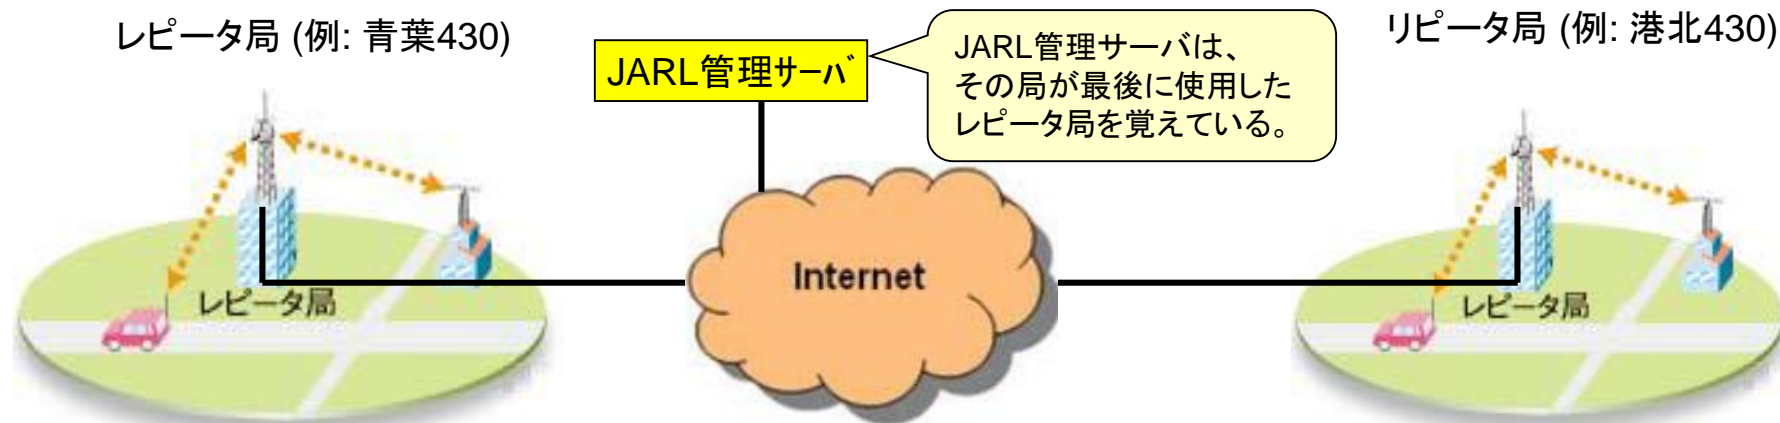 レピータ局 (例: 青葉430)
JARL管理ｻｰﾊﾞ
JARL管理サーバは、
その局が最後に使用した
レピータ局を覚えている。
リピータ局 (例: 港北430)
Internet
レピータ局
レピータ局